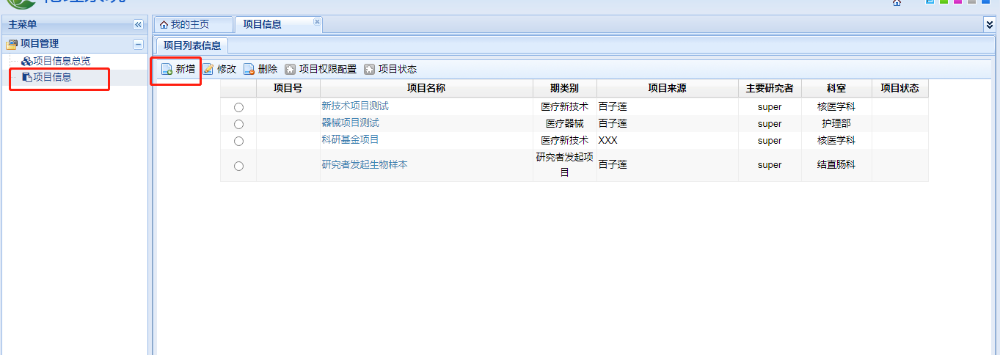 主菜单
项目管理
项目信息总览
项目信息
我的主页 项目信息
项目列表信息
新增 修改 删除 项目权限配置 项目状态
项目号 项目名称 期类别 项目来源 主要研究者 科室 项目状态
新技术项目测试 医疗新技术 百子莲 super 核医学科
器械项目测试 医疗器械 百子莲 super 护理部
科研基金项目 医疗新技术 XXX super 核医学科
研究者发起生物样本 研究者发起项目 百子莲 super 结直肠科